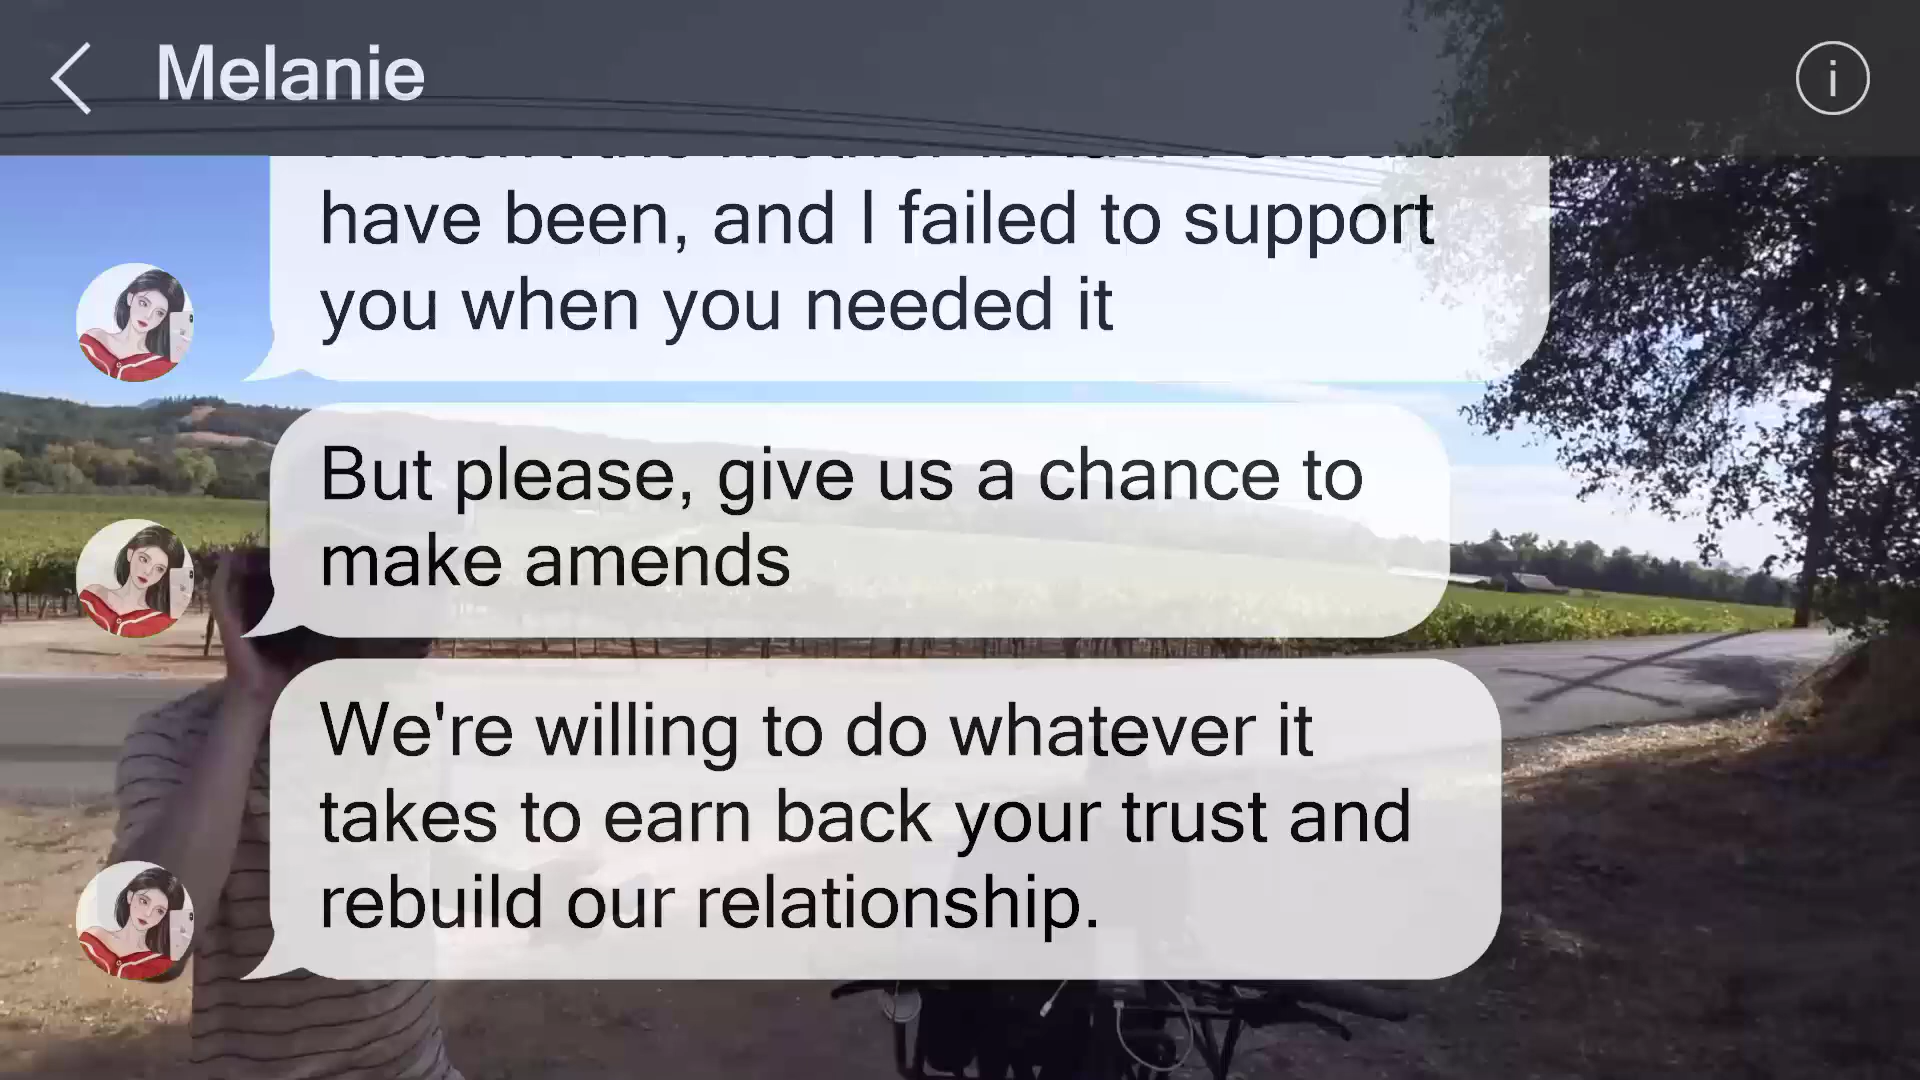 Melanie
i
have been, and I failed to support
you when you needed it
But please, give us a chance to
make amends
We're willing to do whatever it
takes to earn back your trust and
rebuild our relationship.